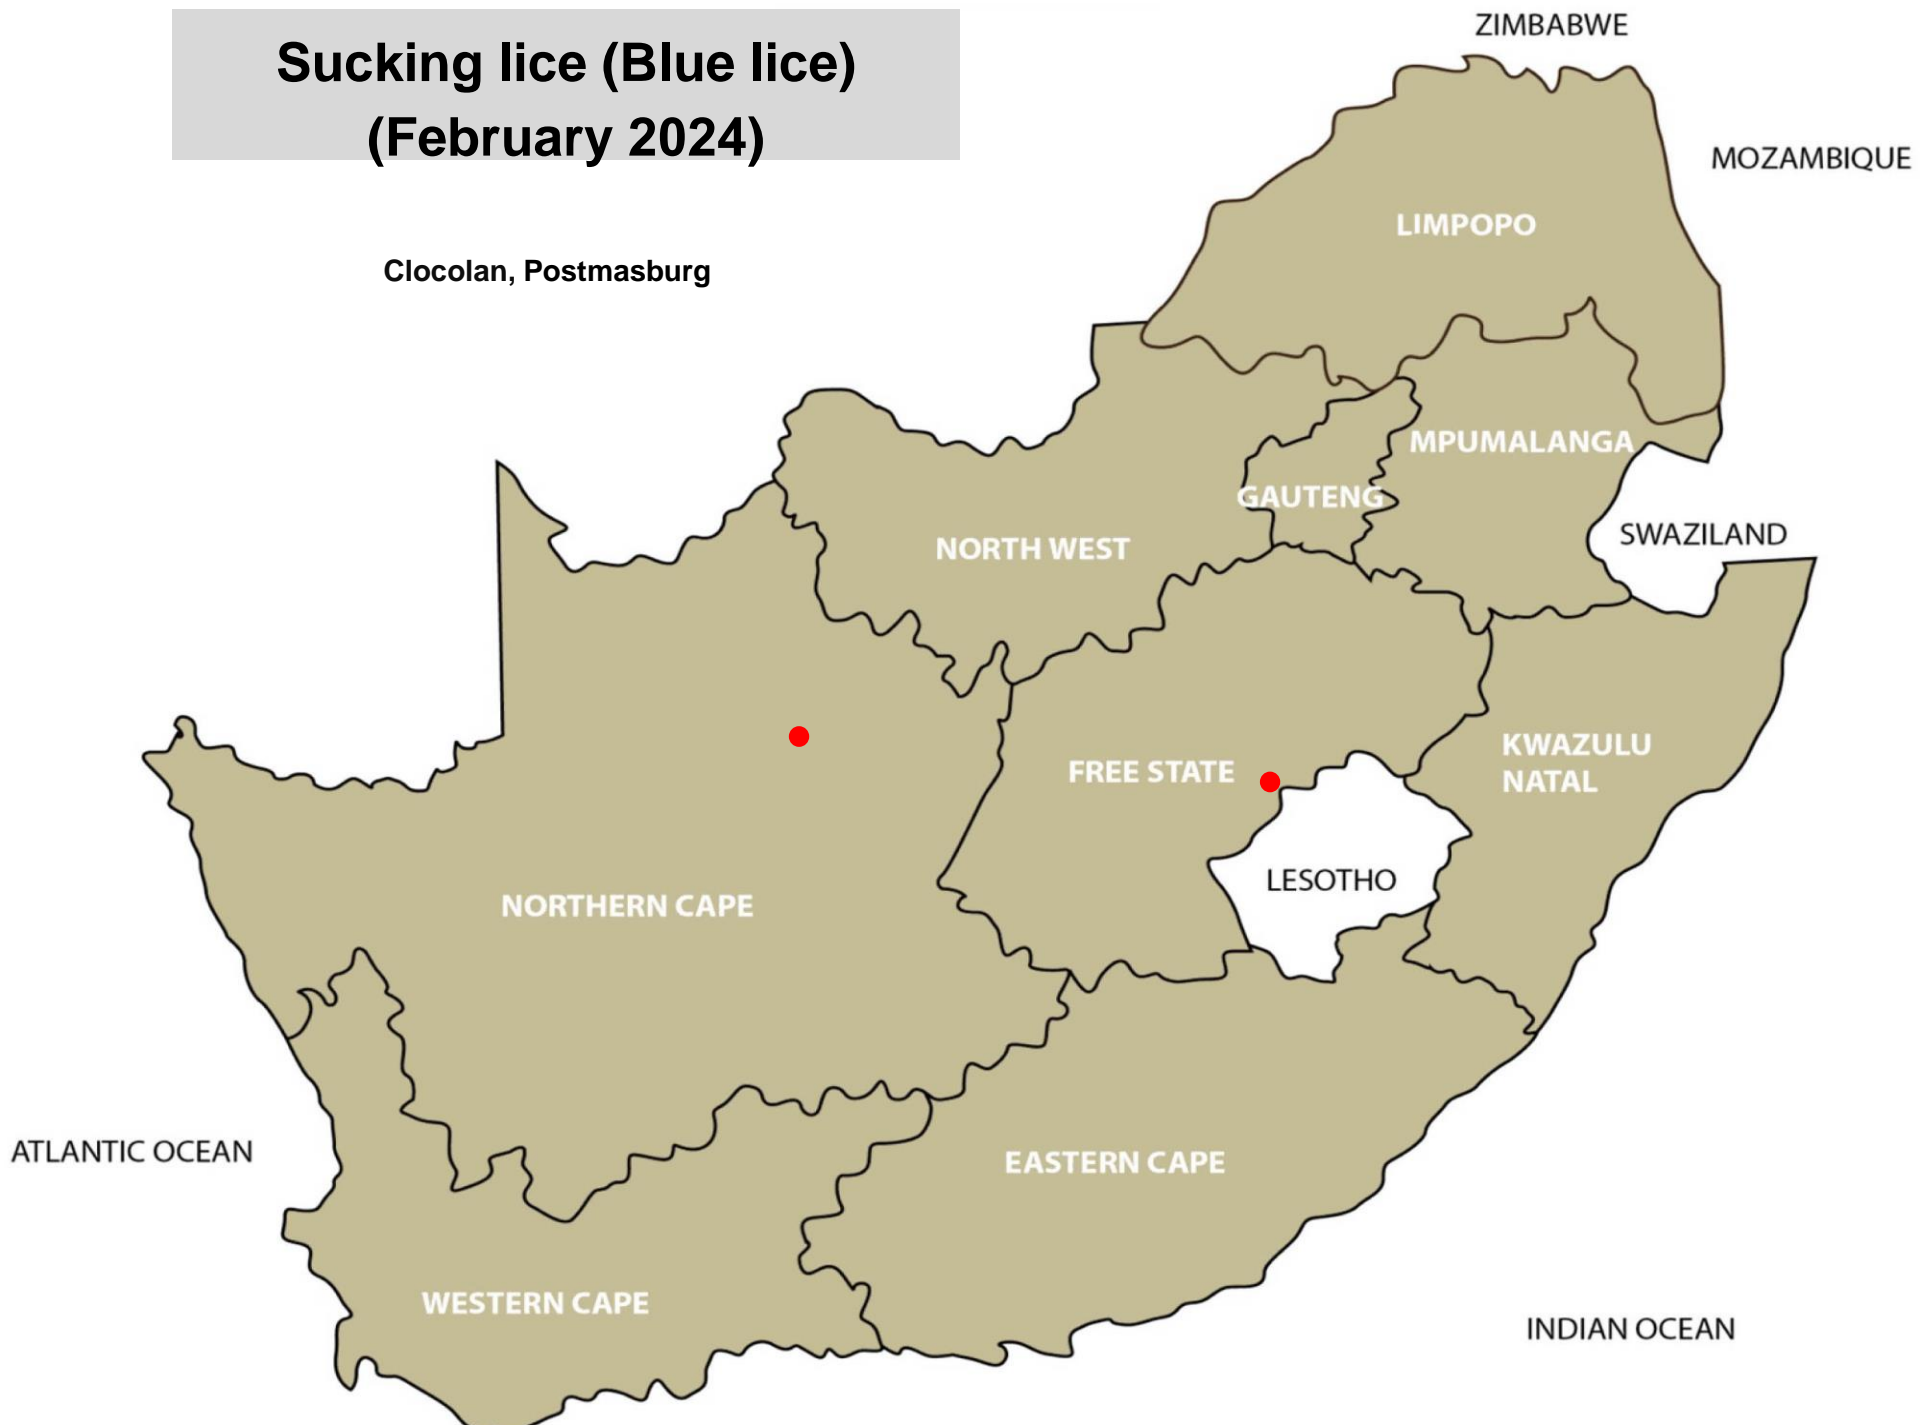 Sucking lice (Blue lice)
(February 2024)
Clocolan, Postmasburg
ZIMBABWE
MOZAMBIQUE
LIMPOPO
MPUMALANGA
GAUTENG
SWAZILAND
NORTH WEST
KWAZULU
NATAL
FREE STATE
LESOTHO
NORTHERN CAPE
ATLANTIC OCEAN
EASTERN CAPE
WESTERN CAPE
INDIAN OCEAN